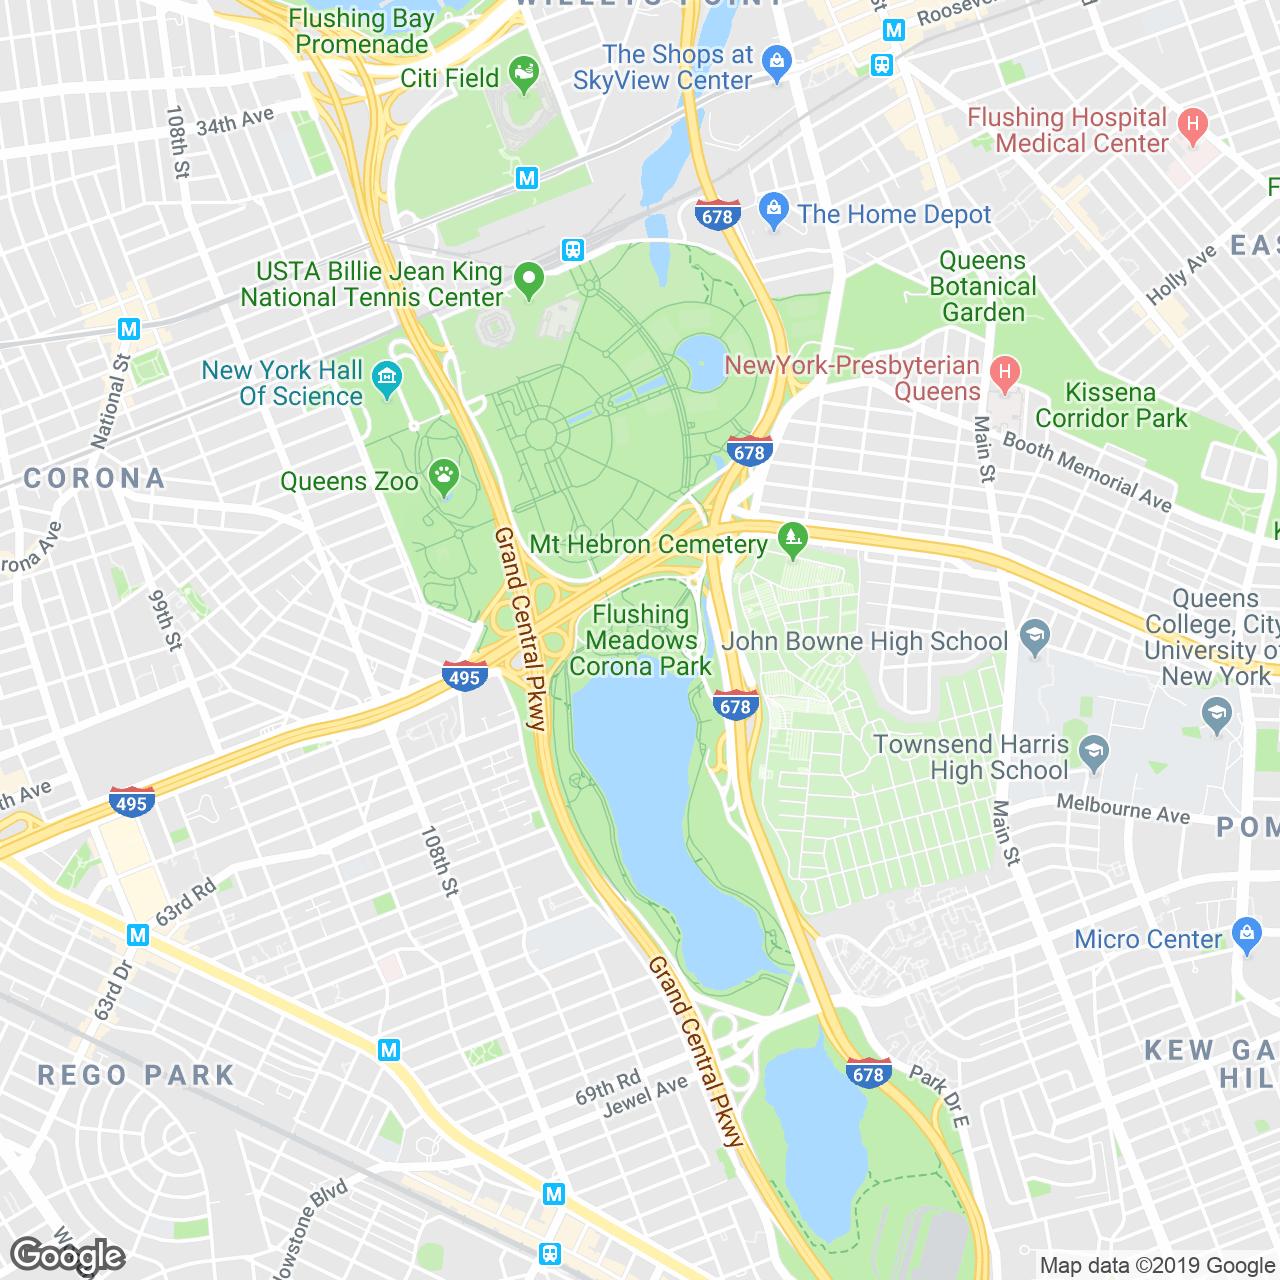 WILLETS POINT
Flushing Bay
Promenade
Citi Field
The Shops at
SkyView Center
Roosevelt
34th Ave
108th St
Flushing Hospital
Medical Center
M
M
678
The Home Depot
EAS
Holly Ave
USTA Billie Jean King
National Tennis Center
Queens
Botanical
Garden
M
National St
New York Hall
Of Science
NewYork-Presbyterian
Queens
Kissena
Corridor Park
Main St
Booth Memorial Ave
678
CORONA
Queens Zoo
orona Ave
Grand Central Pkwy
Mt Hebron Cemetery
99th St
Flushing
Meadows
Corona Park
John Bowne High School
Queens
College, City
University of
New York
495
678
Townsend Harris
High School
th Ave
495
Melbourne Ave
Main St
POM
108th St
63rd Rd
M
Micro Center
63rd Dr
Grand Central Pkwy
M
REGO PARK
KEW GA
HIL
678
Park Dr E
69th Rd
Jewel Ave
M
lowstone Blvd
Google
Map data ©2019 Google